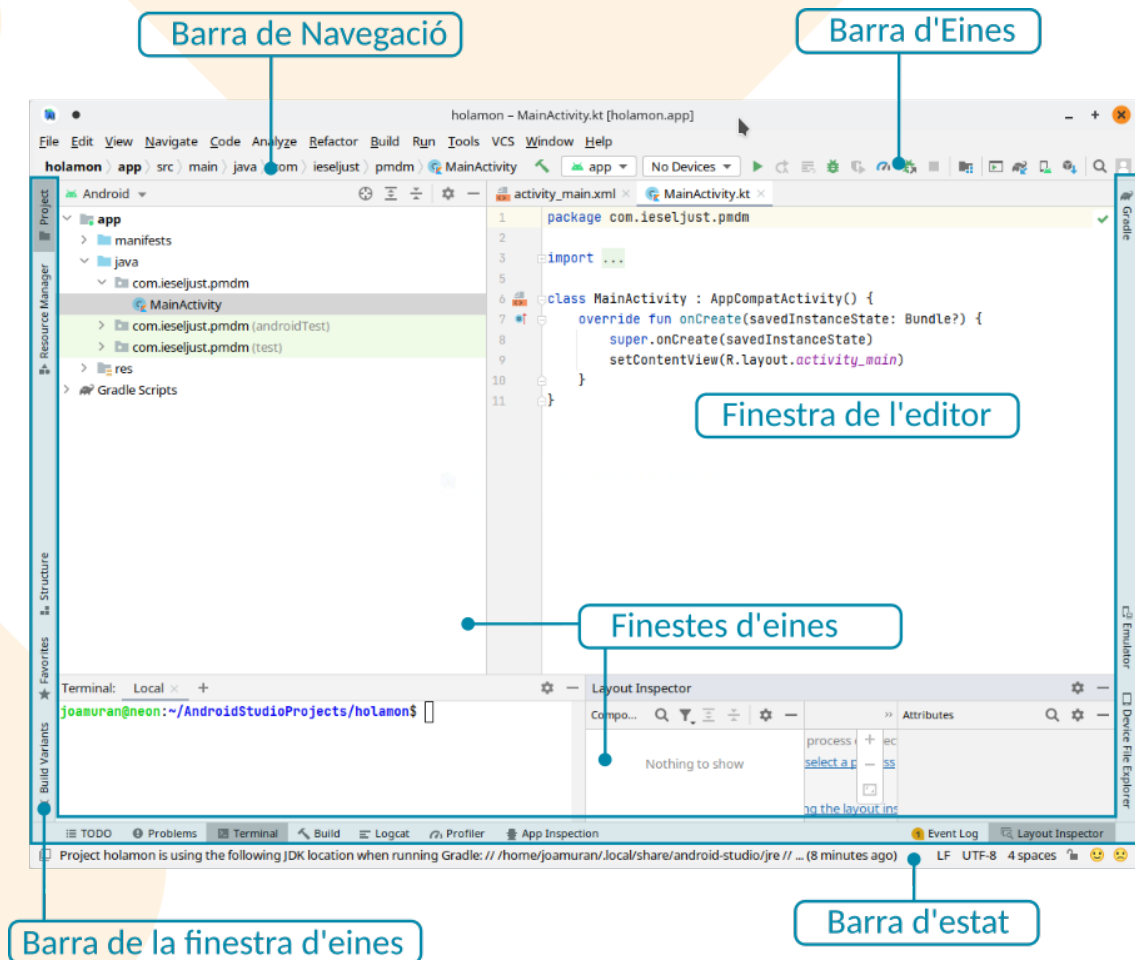 Barra de Navegació
Barra d'Eines
holamon – MainActivity.kt [holamon.app]
File Edit View Navigate Code Analyze Refactor Build Run Tools VCS Window Help
holamon app src main java com ieseljust pmdm MainActivity app No Devices
Project
Resource Manager
Structure
Favorites
Build Variants
Android
app
manifests
java
com.ieseljust.pmdm
MainActivity
com.ieseljust.pmdm (androidTest)
com.ieseljust.pmdm (test)
res
Gradle Scripts
activity_main.xml MainActivity.kt
1 package com.ieseljust.pmdm
2
3 import ...
5
6 class MainActivity : AppCompatActivity() {
7 override fun onCreate(savedInstanceState: Bundle?) {
8 super.onCreate(savedInstanceState)
9 setContentView(R.layout.activity_main)
10 }
11 }
Finestra de l'editor
Finestes d'eines
Gradle
Emulator
Device File Explorer
Terminal: Local
joamuran@neon:~/AndroidStudioProjects/holamon$
Layout Inspector
Compo... Attributes
Nothing to show
process
select a p ss
ng the layout ins
TODO Problems Terminal Build Logcat Profiler App Inspection Event Log Layout Inspector
Project holamon is using the following JDK location when running Gradle: // /home/joamuran/.local/share/android-studio/jre // ... (8 minutes ago) LF UTF-8 4 spaces
Barra d'estat
Barra de la finestra d'eines